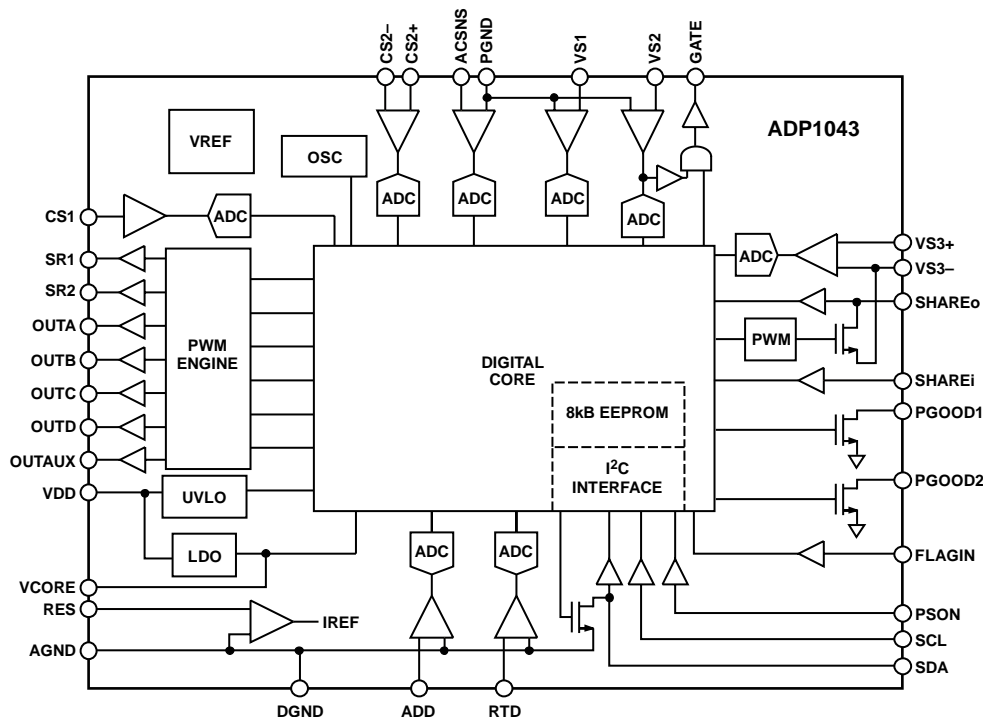 CS2–
CS2+
ACSNS
PGND
VS1
VS2
GATE
ADP1043
VREF
OSC
ADC
ADC
ADC
ADC
CS1
ADC
ADC
VS3+
VS3–
SR1
SR2
OUTA
OUTB
OUTC
OUTD
OUTAUX
PWM
ENGINE
DIGITAL
CORE
8kB EEPROM
I2C
INTERFACE
SHAREo
PWM
SHAREi
PGOOD1
PGOOD2
VDD
UVLO
LDO
VCORE
RES
AGND
IREF
ADC
ADC
FLAGIN
PSON
SCL
SDA
DGND
ADD
RTD